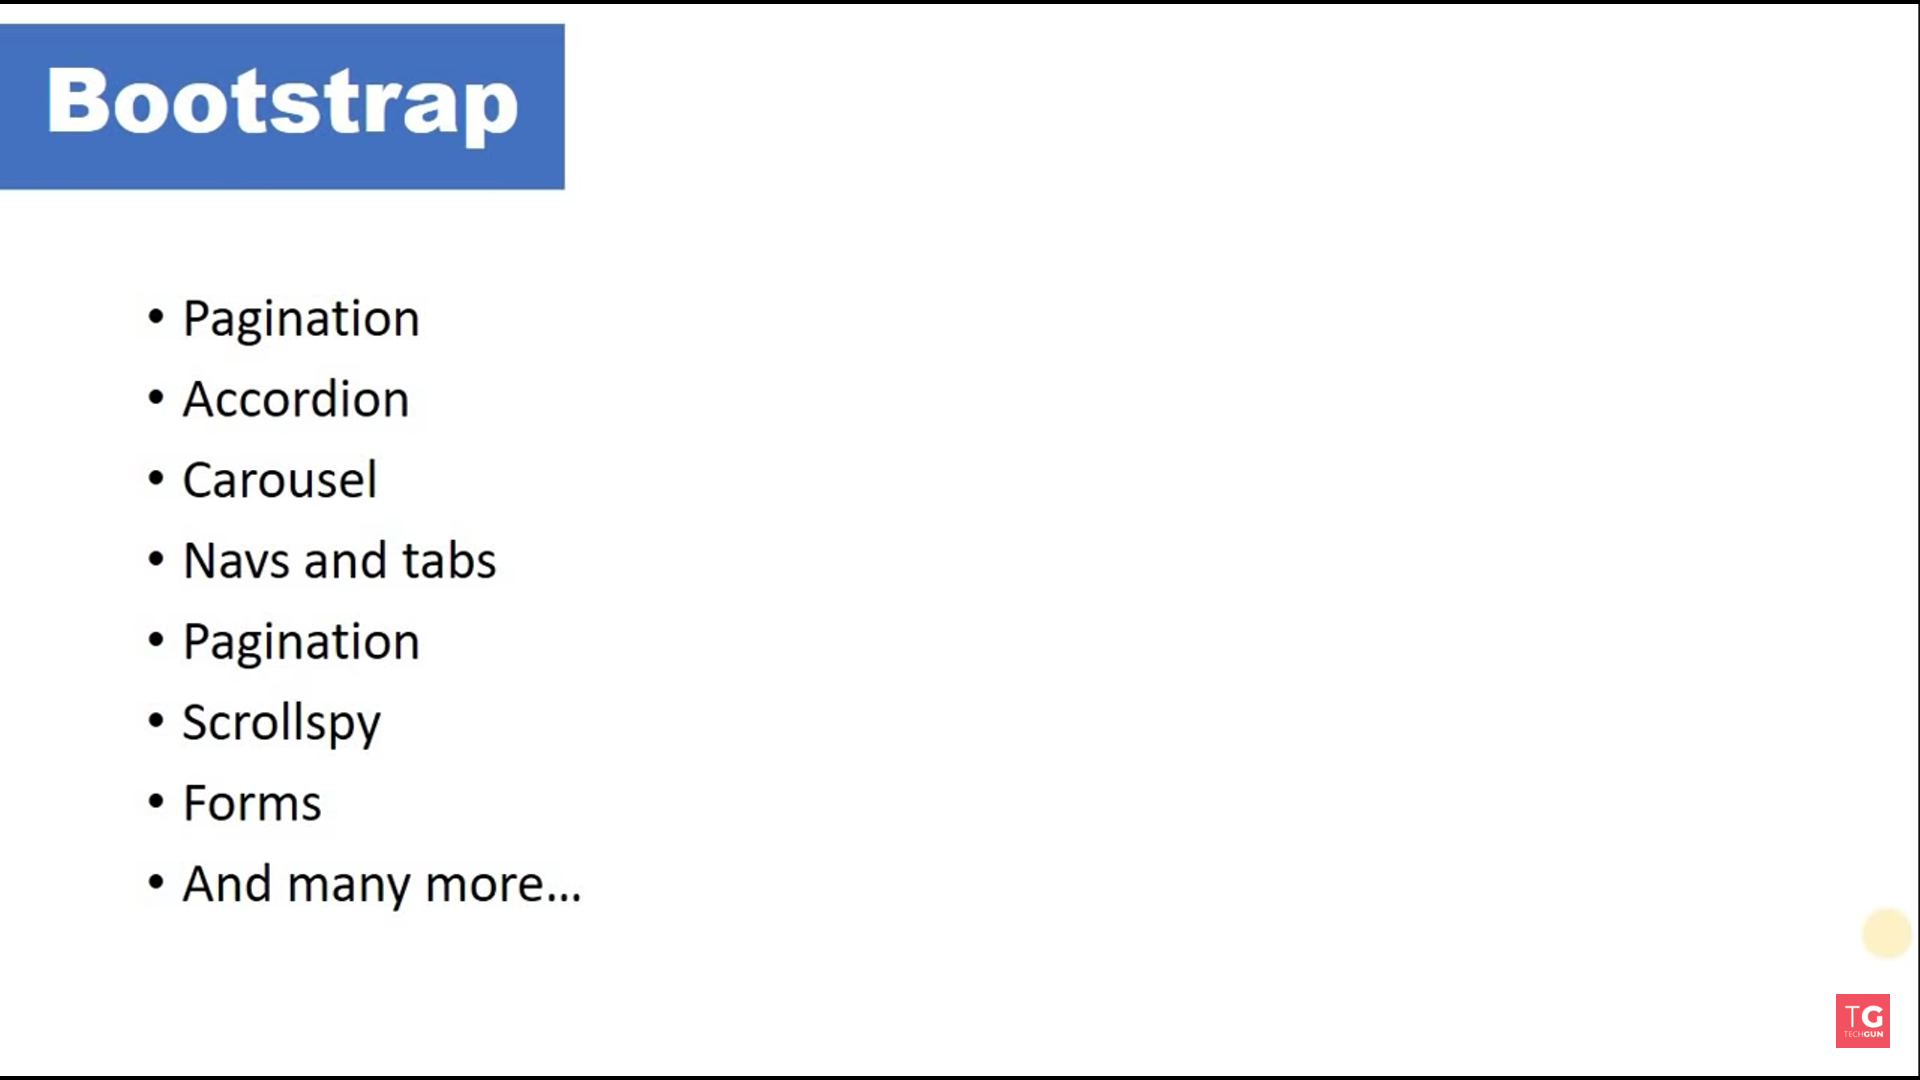 Bootstrap
• Pagination
• Accordion
• Carousel
• Navs and tabs
• Pagination
• Scrollspy
• Forms
• And many more...
TG
TECHGUN